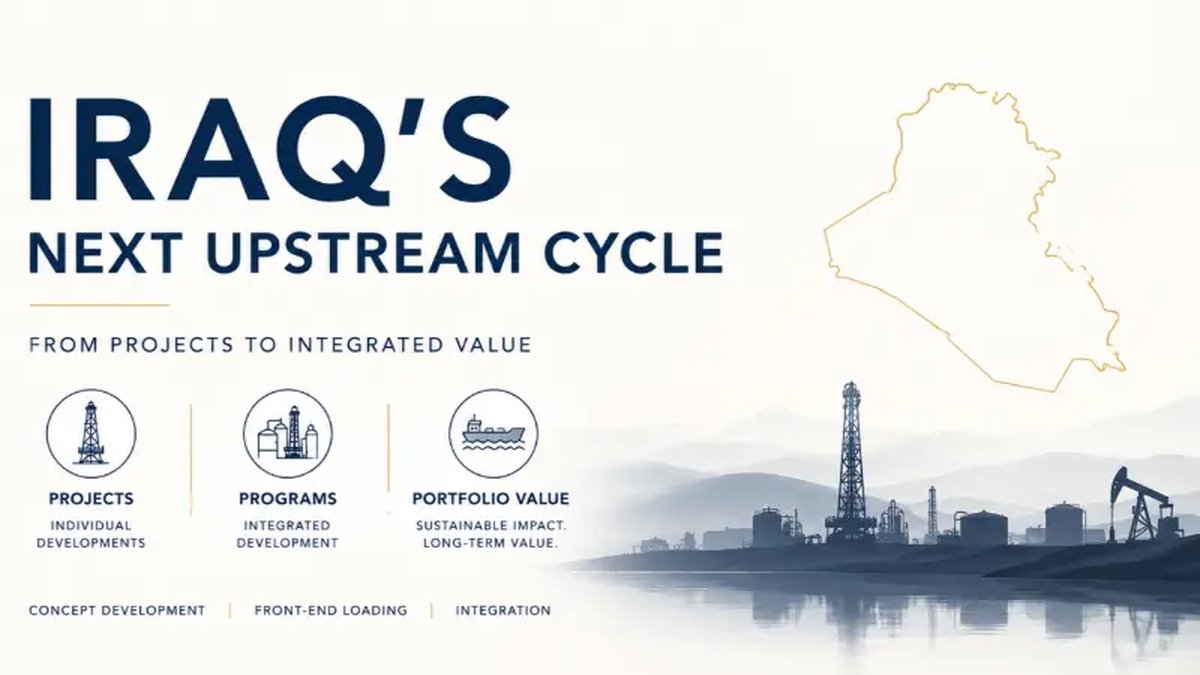 IRAQ'S
NEXT UPSTREAM CYCLE
FROM PROJECTS TO INTEGRATED VALUE
PROJECTS
INDIVIDUAL
DEVELOPMENTS
PROGRAMS
INTEGRATED
DEVELOPMENT
PORTFOLIO VALUE
SUSTAINABLE IMPACT.
LONG-TERM VALUE.
CONCEPT DEVELOPMENT | FRONT-END LOADING | INTEGRATION